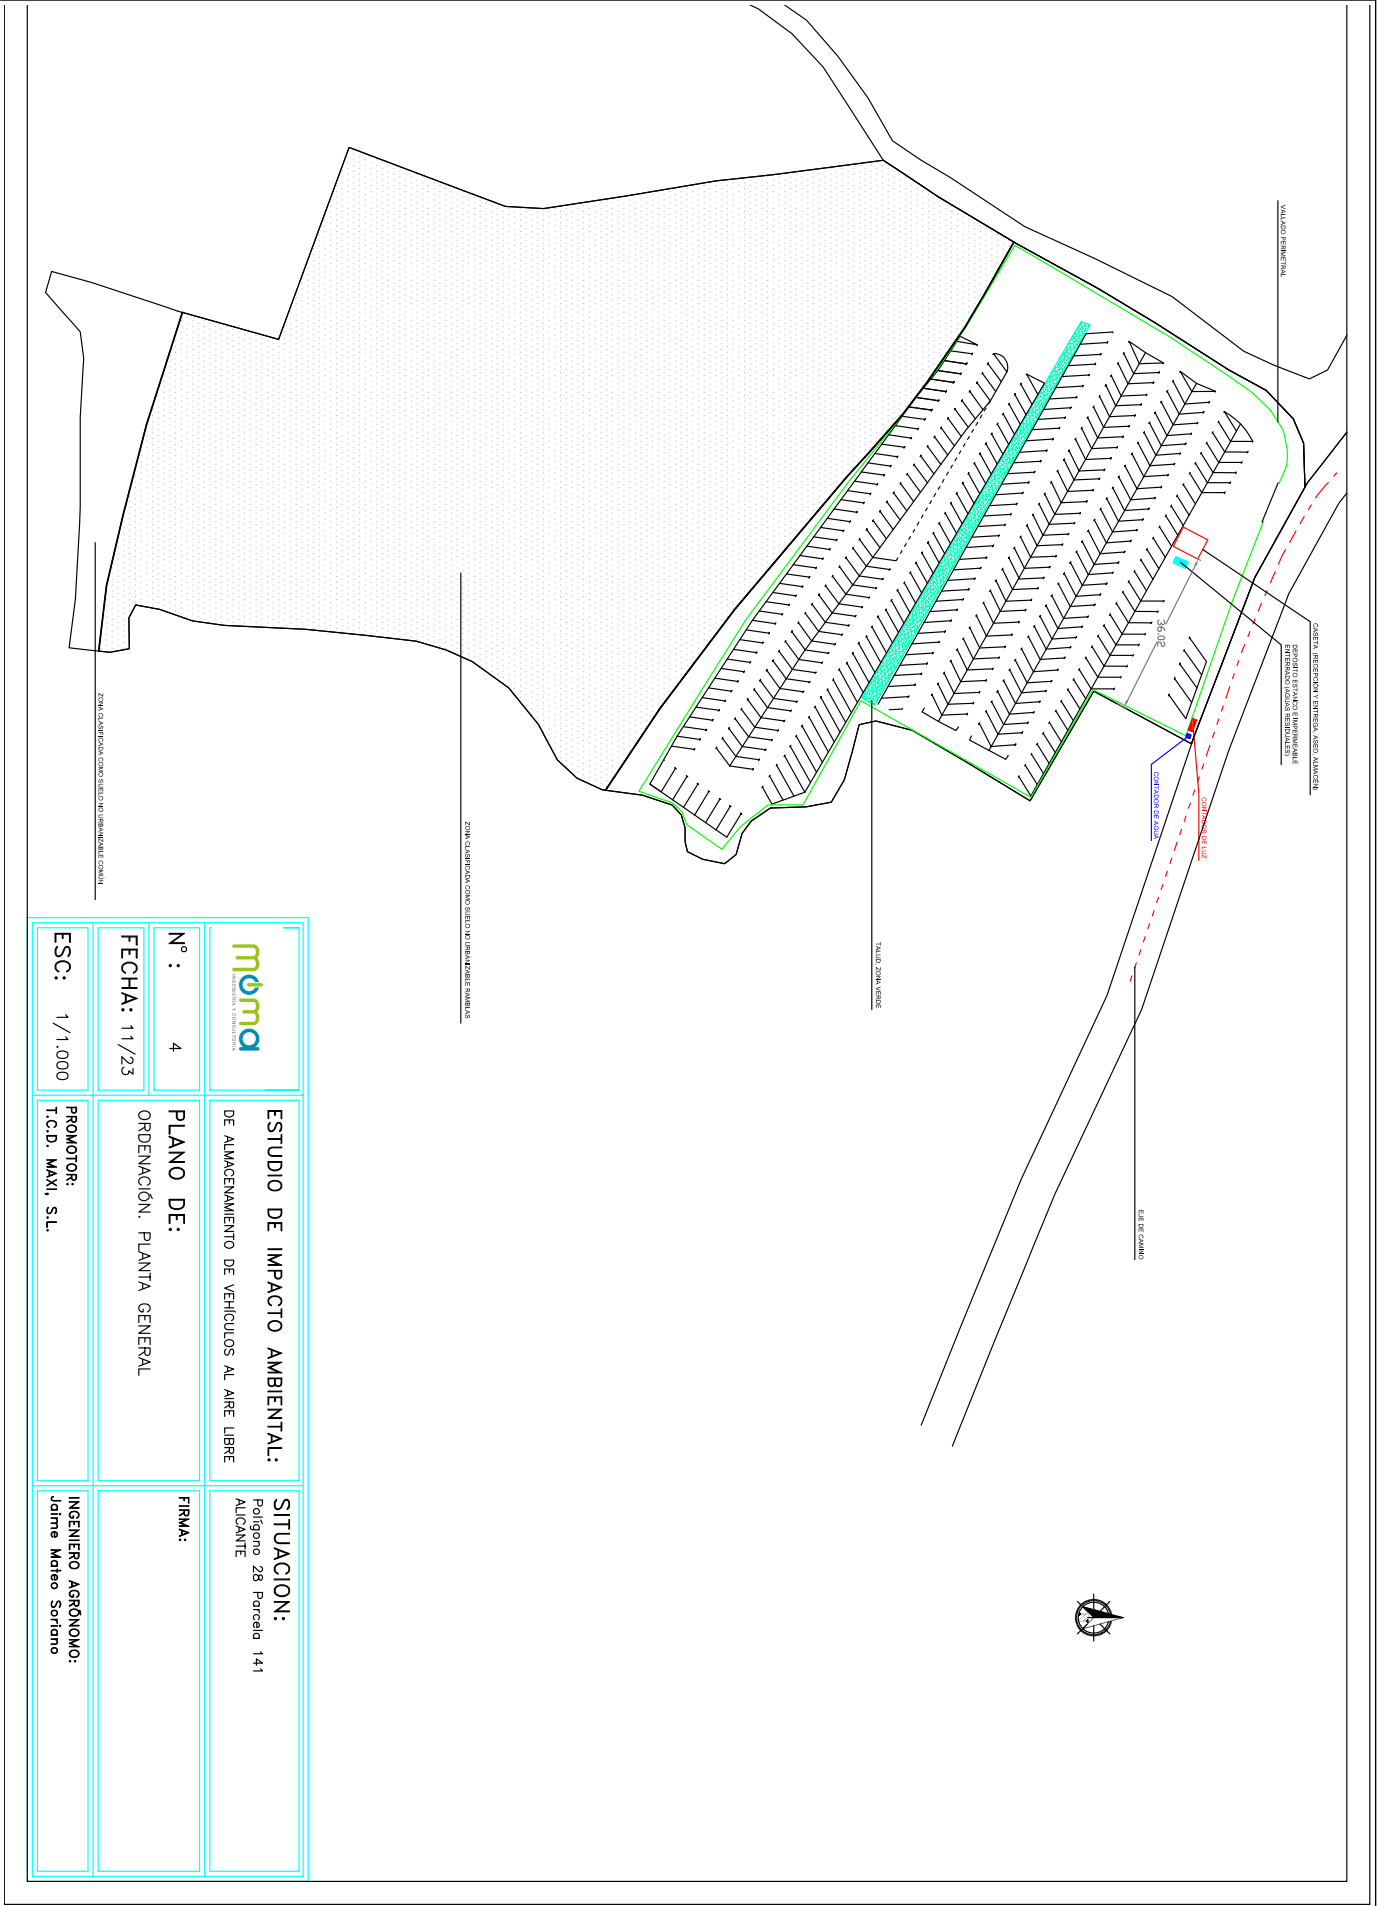 VALLADO PERIMETRAL
CASETA (RECEPCIÓN Y ENTREGA, ASEO, ALMACÉN)
DEPÓSITO ESTANCO E IMPERMEABLE
ENTERRADO (AGUAS RESIDUALES)
36.02
CONTADOR DE LUZ
CONTADOR DE AGUA
EJE DE CAMINO
TALUD. ZONA VERDE
ZONA CLASIFICADA COMO SUELO NO URBANIZABLE RAMBLAS
ZONA CLASIFICADA COMO SUELO NO URBANIZABLE COMÚN
moma
INGENIERÍA Y CONSULTORÍA
ESTUDIO DE IMPACTO AMBIENTAL:
DE ALMACENAMIENTO DE VEHÍCULOS AL AIRE LIBRE
SITUACION:
Polígono 28 Parcela 141
ALICANTE
Nº : 4
PLANO DE:
ORDENACIÓN. PLANTA GENERAL
FIRMA:
FECHA: 11/23
ESC: 1/1.000
PROMOTOR:
T.C.D. MAXI, S.L.
INGENIERO AGRÓNOMO:
Jaime Mateo Soriano